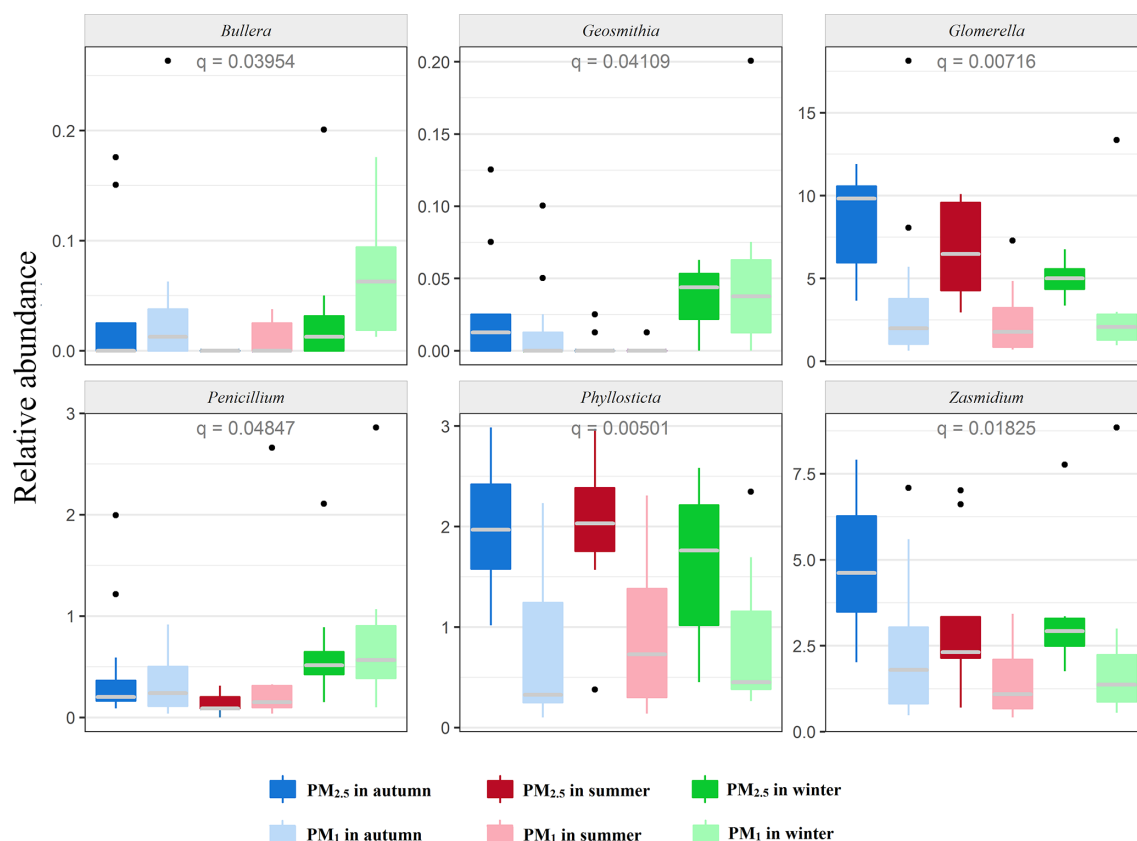 Bullera
Geosmithia
Glomerella
q = 0.03954
q = 0.04109
q = 0.00716
0.2
0.1
0.0
0.20
0.15
0.10
0.05
0.00
15
10
5
0
Relative abundance
Penicillium
Phyllosticta
Zasmidium
q = 0.04847
q = 0.00501
q = 0.01825
3
2
1
0
3
2
1
0
7.5
5.0
2.5
0.0
PM2.5 in autumn
PM2.5 in summer
PM2.5 in winter
PM1 in autumn
PM1 in summer
PM1 in winter